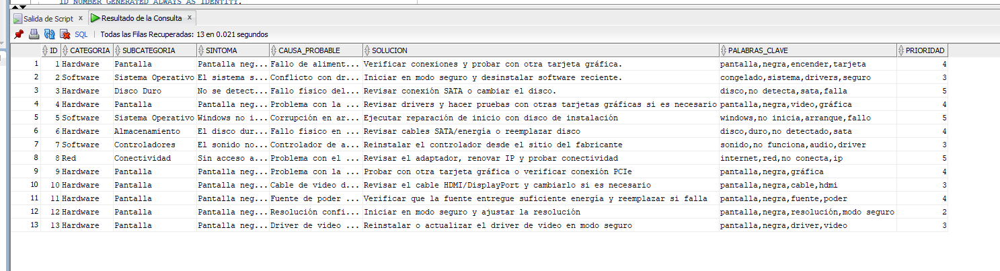 ID NUMBER GENERATED ALWAYS AS IDENTITY,
Salida de Script x Resultado de la Consulta x
SQL | Todas las Filas Recuperadas: 13 en 0.021 segundos
ID CATEGORIA SUBCATEGORIA SINTOMA CAUSA_PROBABLE SOLUCION PALABRAS_CLAVE PRIORIDAD
1 1 Hardware Pantalla Pantalla neg... Fallo de aliment... Verificar conexiones y probar con otra tarjeta gráfica. pantalla,negra,encender,tarjeta 4
2 2 Software Sistema Operativo El sistema s... Conflicto con dr... Iniciar en modo seguro y desinstalar software reciente. congelado,sistema,drivers,seguro 3
3 3 Hardware Disco Duro No se detect... Fallo físico del... Revisar conexión SATA o cambiar el disco. disco,no detecta,sata,falla 5
4 4 Hardware Pantalla Pantalla neg... Problema con la ... Revisar drivers y hacer pruebas con otras tarjetas gráficas si es necesario pantalla,negra,video,gráfica 4
5 5 Software Sistema Operativo Windows no i... Corrupción en ar... Ejecutar reparación de inicio con disco de instalación windows,no inicia,arranque,fallo 5
6 6 Hardware Almacenamiento El disco dur... Fallo físico en ... Revisar cables SATA/energía o reemplazar disco disco,duro,no detectado,sata 4
7 7 Software Controladores El sonido no... Controlador de a... Reinstalar el controlador desde el sitio del fabricante sonido,no funciona,audio,driver 3
8 8 Red Conectividad Sin acceso a... Problema con el ... Revisar el adaptador, renovar IP y probar conectividad internet,red,no conecta,ip 5
9 9 Hardware Pantalla Pantalla neg... Problema con la ... Probar con otra tarjeta gráfica o verificar conexión PCIe pantalla,negra,gráfica 4
10 10 Hardware Pantalla Pantalla neg... Cable de video d... Revisar el cable HDMI/DisplayPort y cambiarlo si es necesario pantalla,negra,cable,hdmi 3
11 11 Hardware Pantalla Pantalla neg... Fuente de poder ... Verificar que la fuente entregue suficiente energía y reemplazar si falla pantalla,negra,fuente,poder 4
12 12 Hardware Pantalla Pantalla neg... Resolución confi... Iniciar en modo seguro y ajustar la resolución pantalla,negra,resolución,modo seguro 2
13 13 Hardware Pantalla Pantalla neg... Driver de video ... Reinstalar o actualizar el driver de video en modo seguro pantalla,negra,driver,video 3